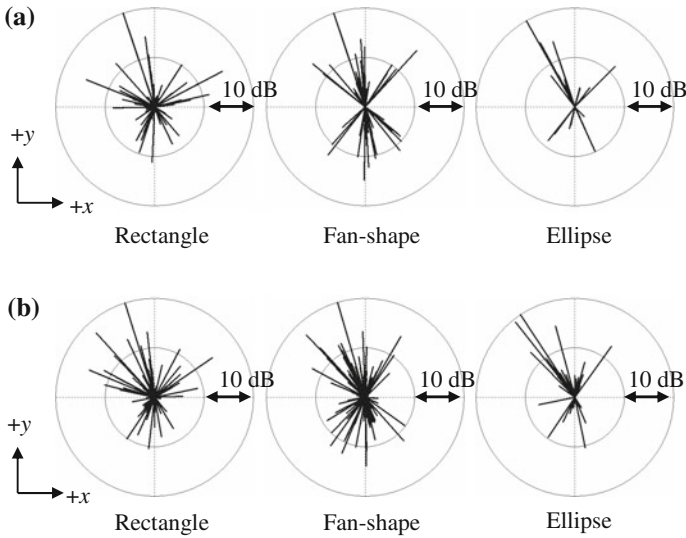 (a)
10 dB 10 dB 10 dB
+y
+x
Rectangle Fan-shape Ellipse
(b)
10 dB 10 dB 10 dB
+y
+x
Rectangle Fan-shape Ellipse